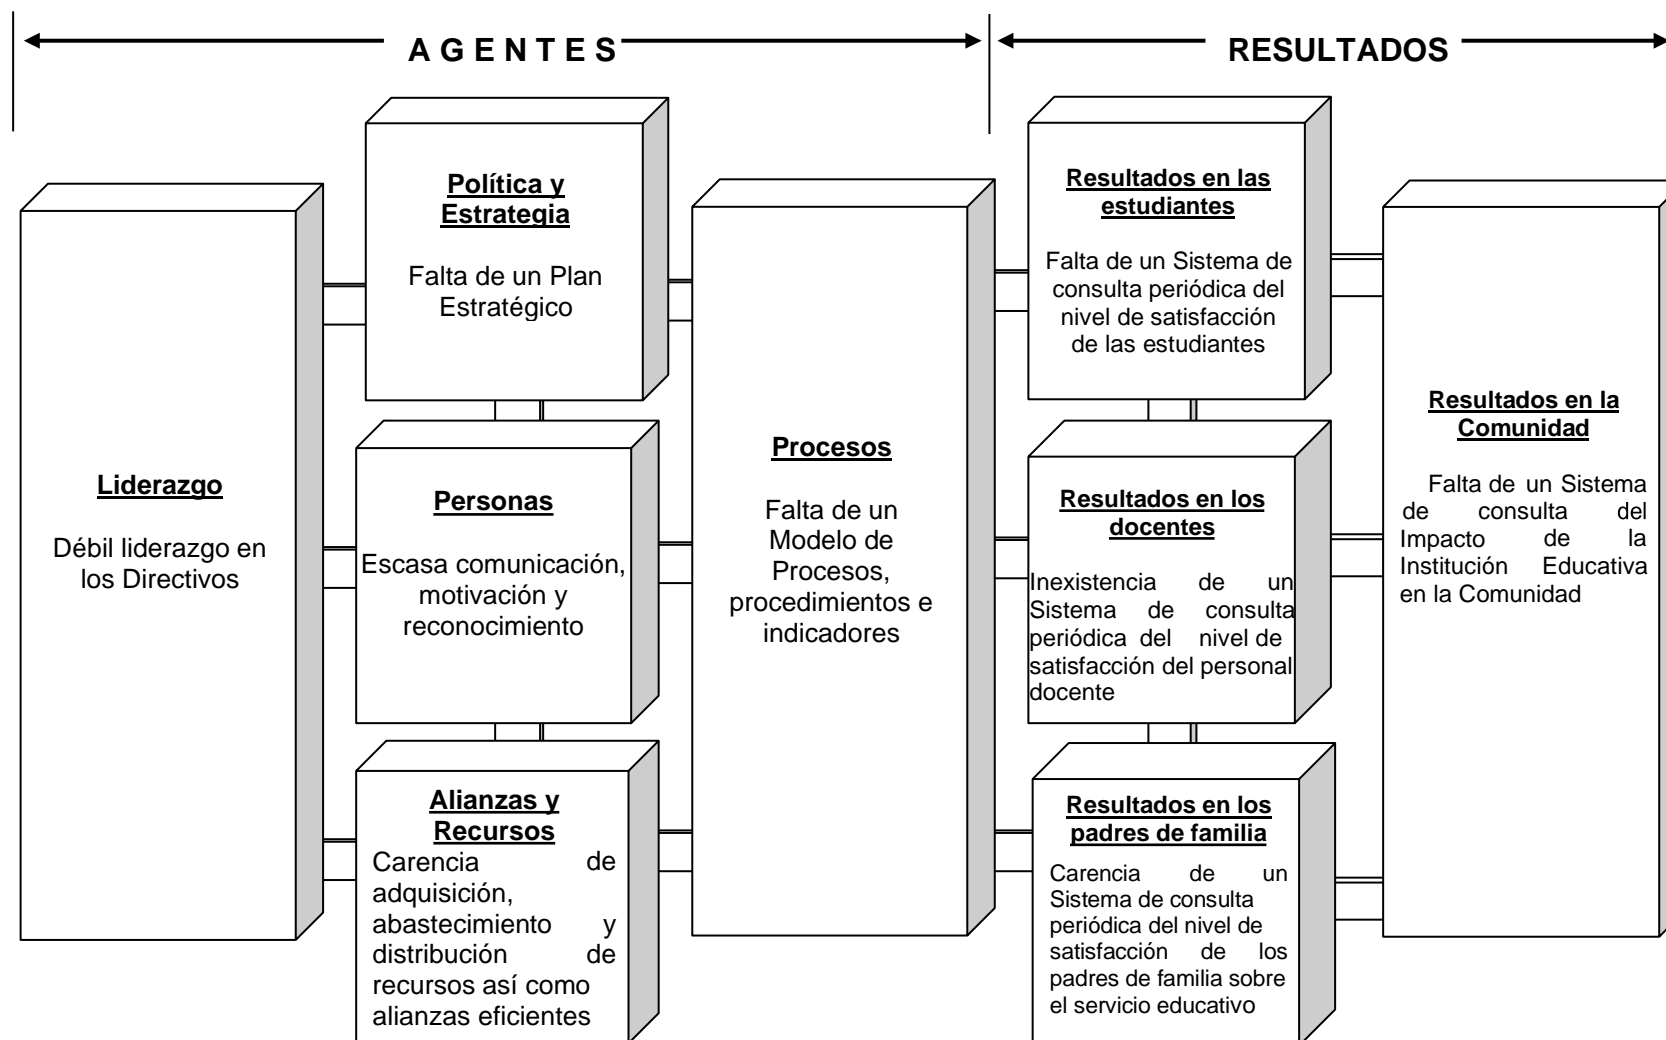 A G E N T E S
RESULTADOS
Liderazgo
Débil liderazgo en
los Directivos
Política y
Estrategia
Falta de un Plan
Estratégico
Personas
Escasa comunicación,
motivación y
reconocimiento
Alianzas y
Recursos
Carencia de
adquisición,
abastecimiento y
distribución de
recursos así como
alianzas eficientes
Procesos
Falta de un
Modelo de
Procesos,
procedimientos e
indicadores
Resultados en las
estudiantes
Falta de un Sistema de
consulta periódica del
nivel de satisfacción
de las estudiantes
Resultados en los
docentes
Inexistencia de un
Sistema de consulta
periódica del nivel de
satisfacción del personal
docente
Resultados en los
padres de familia
Carencia de un
Sistema de consulta
periódica del nivel de
satisfacción de los
padres de familia sobre
el servicio educativo
Resultados en la
Comunidad
Falta de un Sistema
de consulta del
Impacto de la
Institución Educativa
en la Comunidad